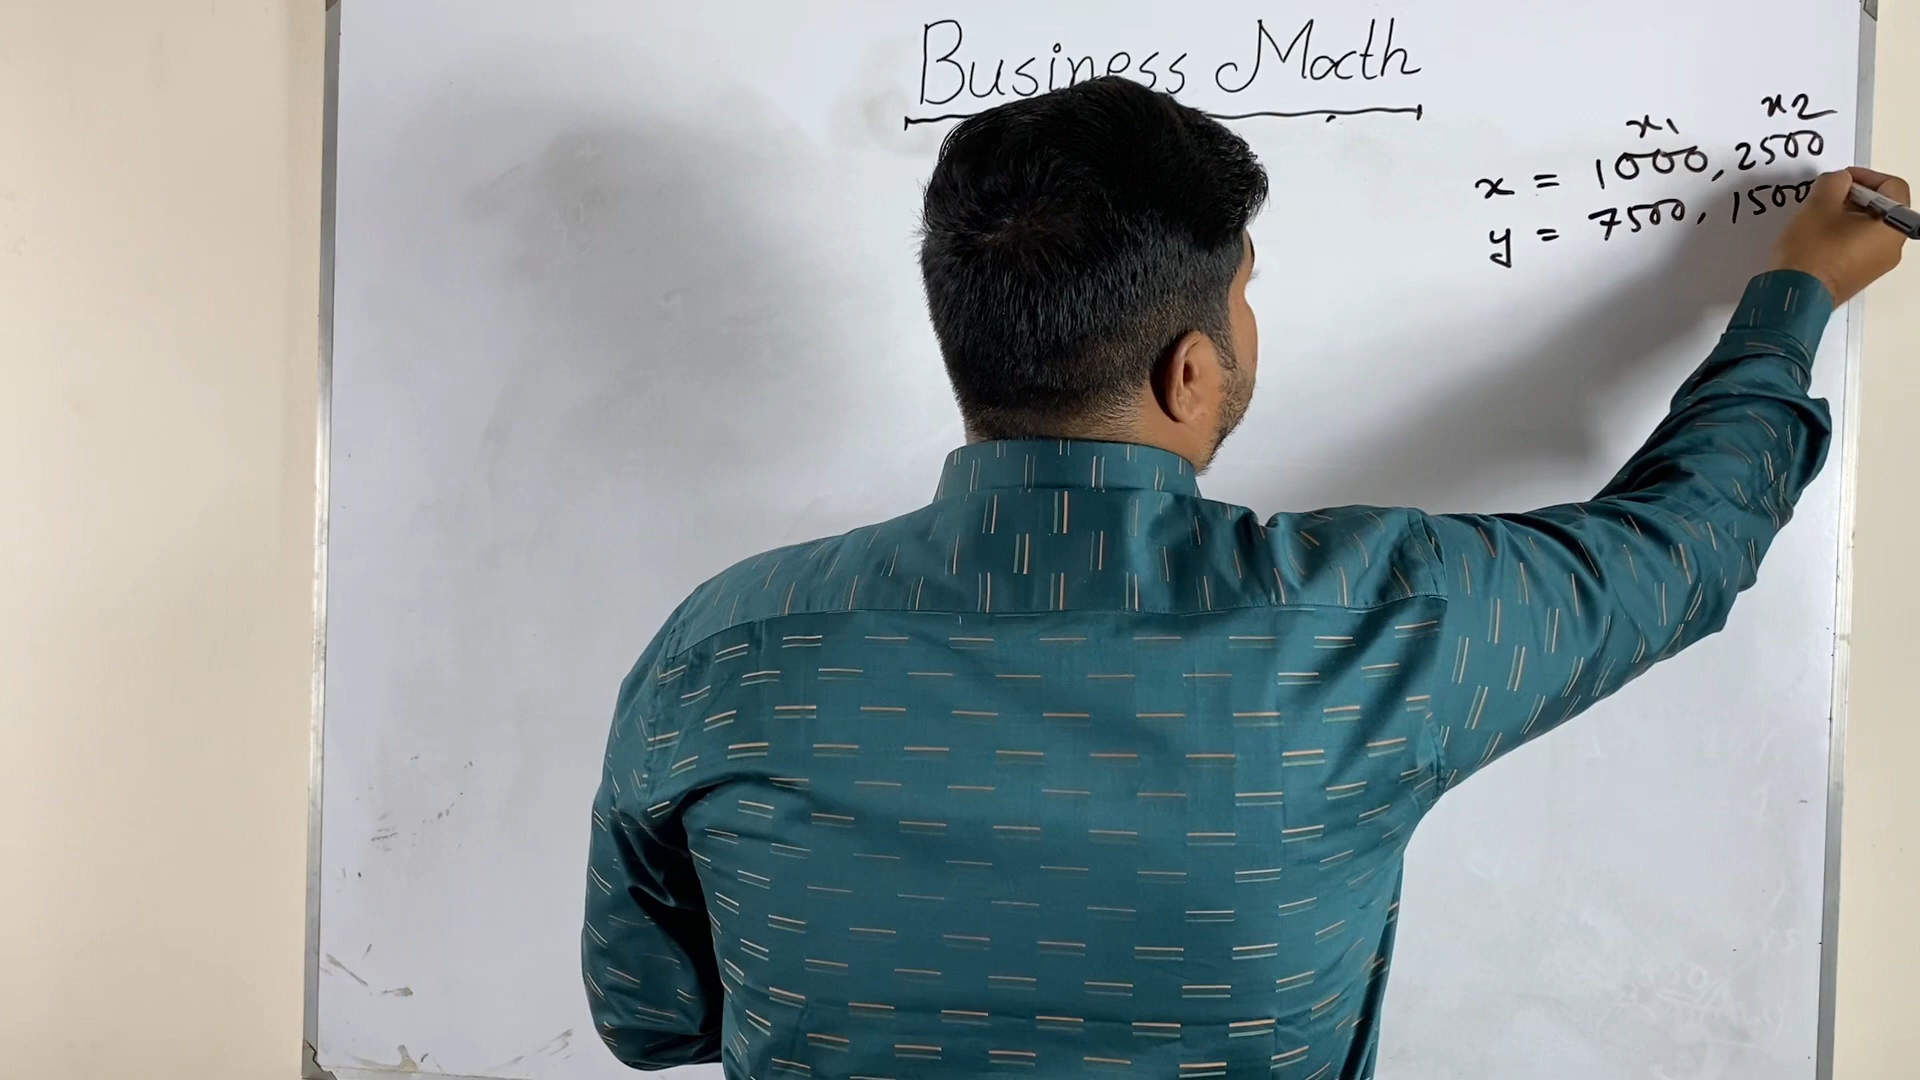 Business Math
x1 x2
x = 1000, 2500
y = 7500, 1500